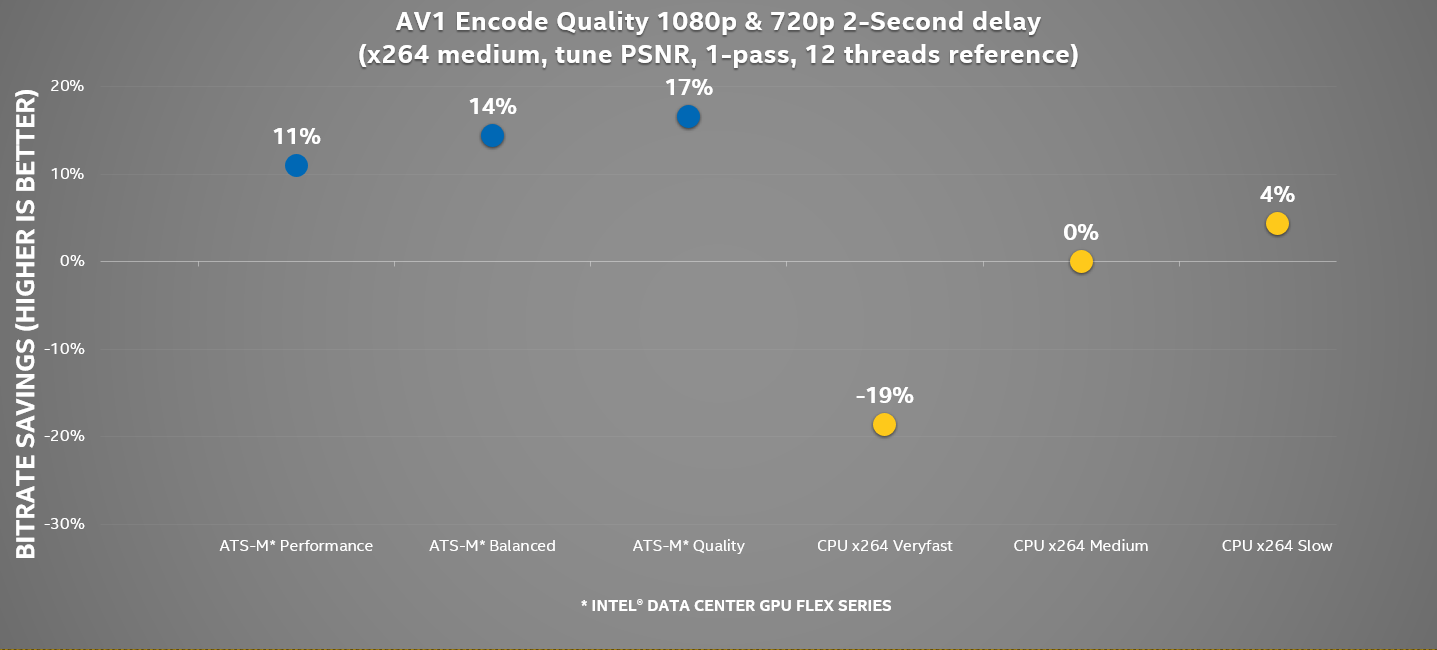 AV1 Encode Quality 1080p & 720p 2-Second delay
(x264 medium, tune PSNR, 1-pass, 12 threads reference)
BITRATE SAVINGS (HIGHER IS BETTER)
20%
10%
0%
-10%
-20%
-30%
11%
14%
17%
-19%
0%
4%
ATS-M* Performance
ATS-M* Balanced
ATS-M* Quality
CPU x264 Veryfast
CPU x264 Medium
CPU x264 Slow
* INTEL® DATA CENTER GPU FLEX SERIES